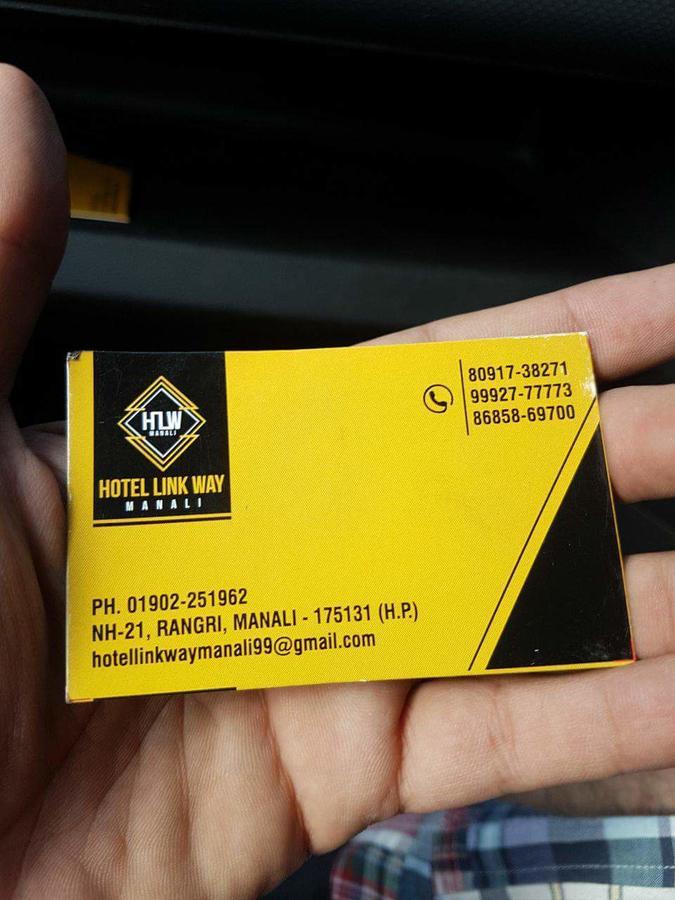 HLW
MANALI
HOTEL LINK WAY
MANALI
80917-38271
99927-77773
86858-69700
PH. 01902-251962
NH-21, RANGRI, MANALI - 175131 (H.P.)
hotellinkwaymanali99@gmail.com